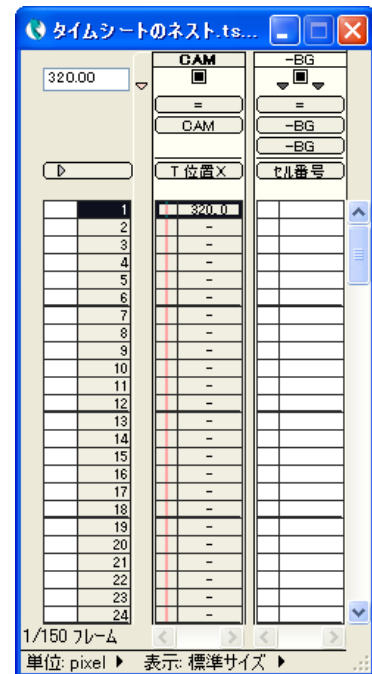 タイムシートのネスト.ts...
320.00
CAM
-BG
=
=
CAM
-BG
-BG
T 位置X
セル番号
1 320.0
2 -
3 -
4 -
5 -
6 -
7 -
8 -
9 -
10 -
11 -
12 -
13 -
14 -
15 -
16 -
17 -
18 -
19 -
20 -
21 -
22 -
23 -
24 -
1/150 フレーム
単位: pixel 表示: 標準サイズ